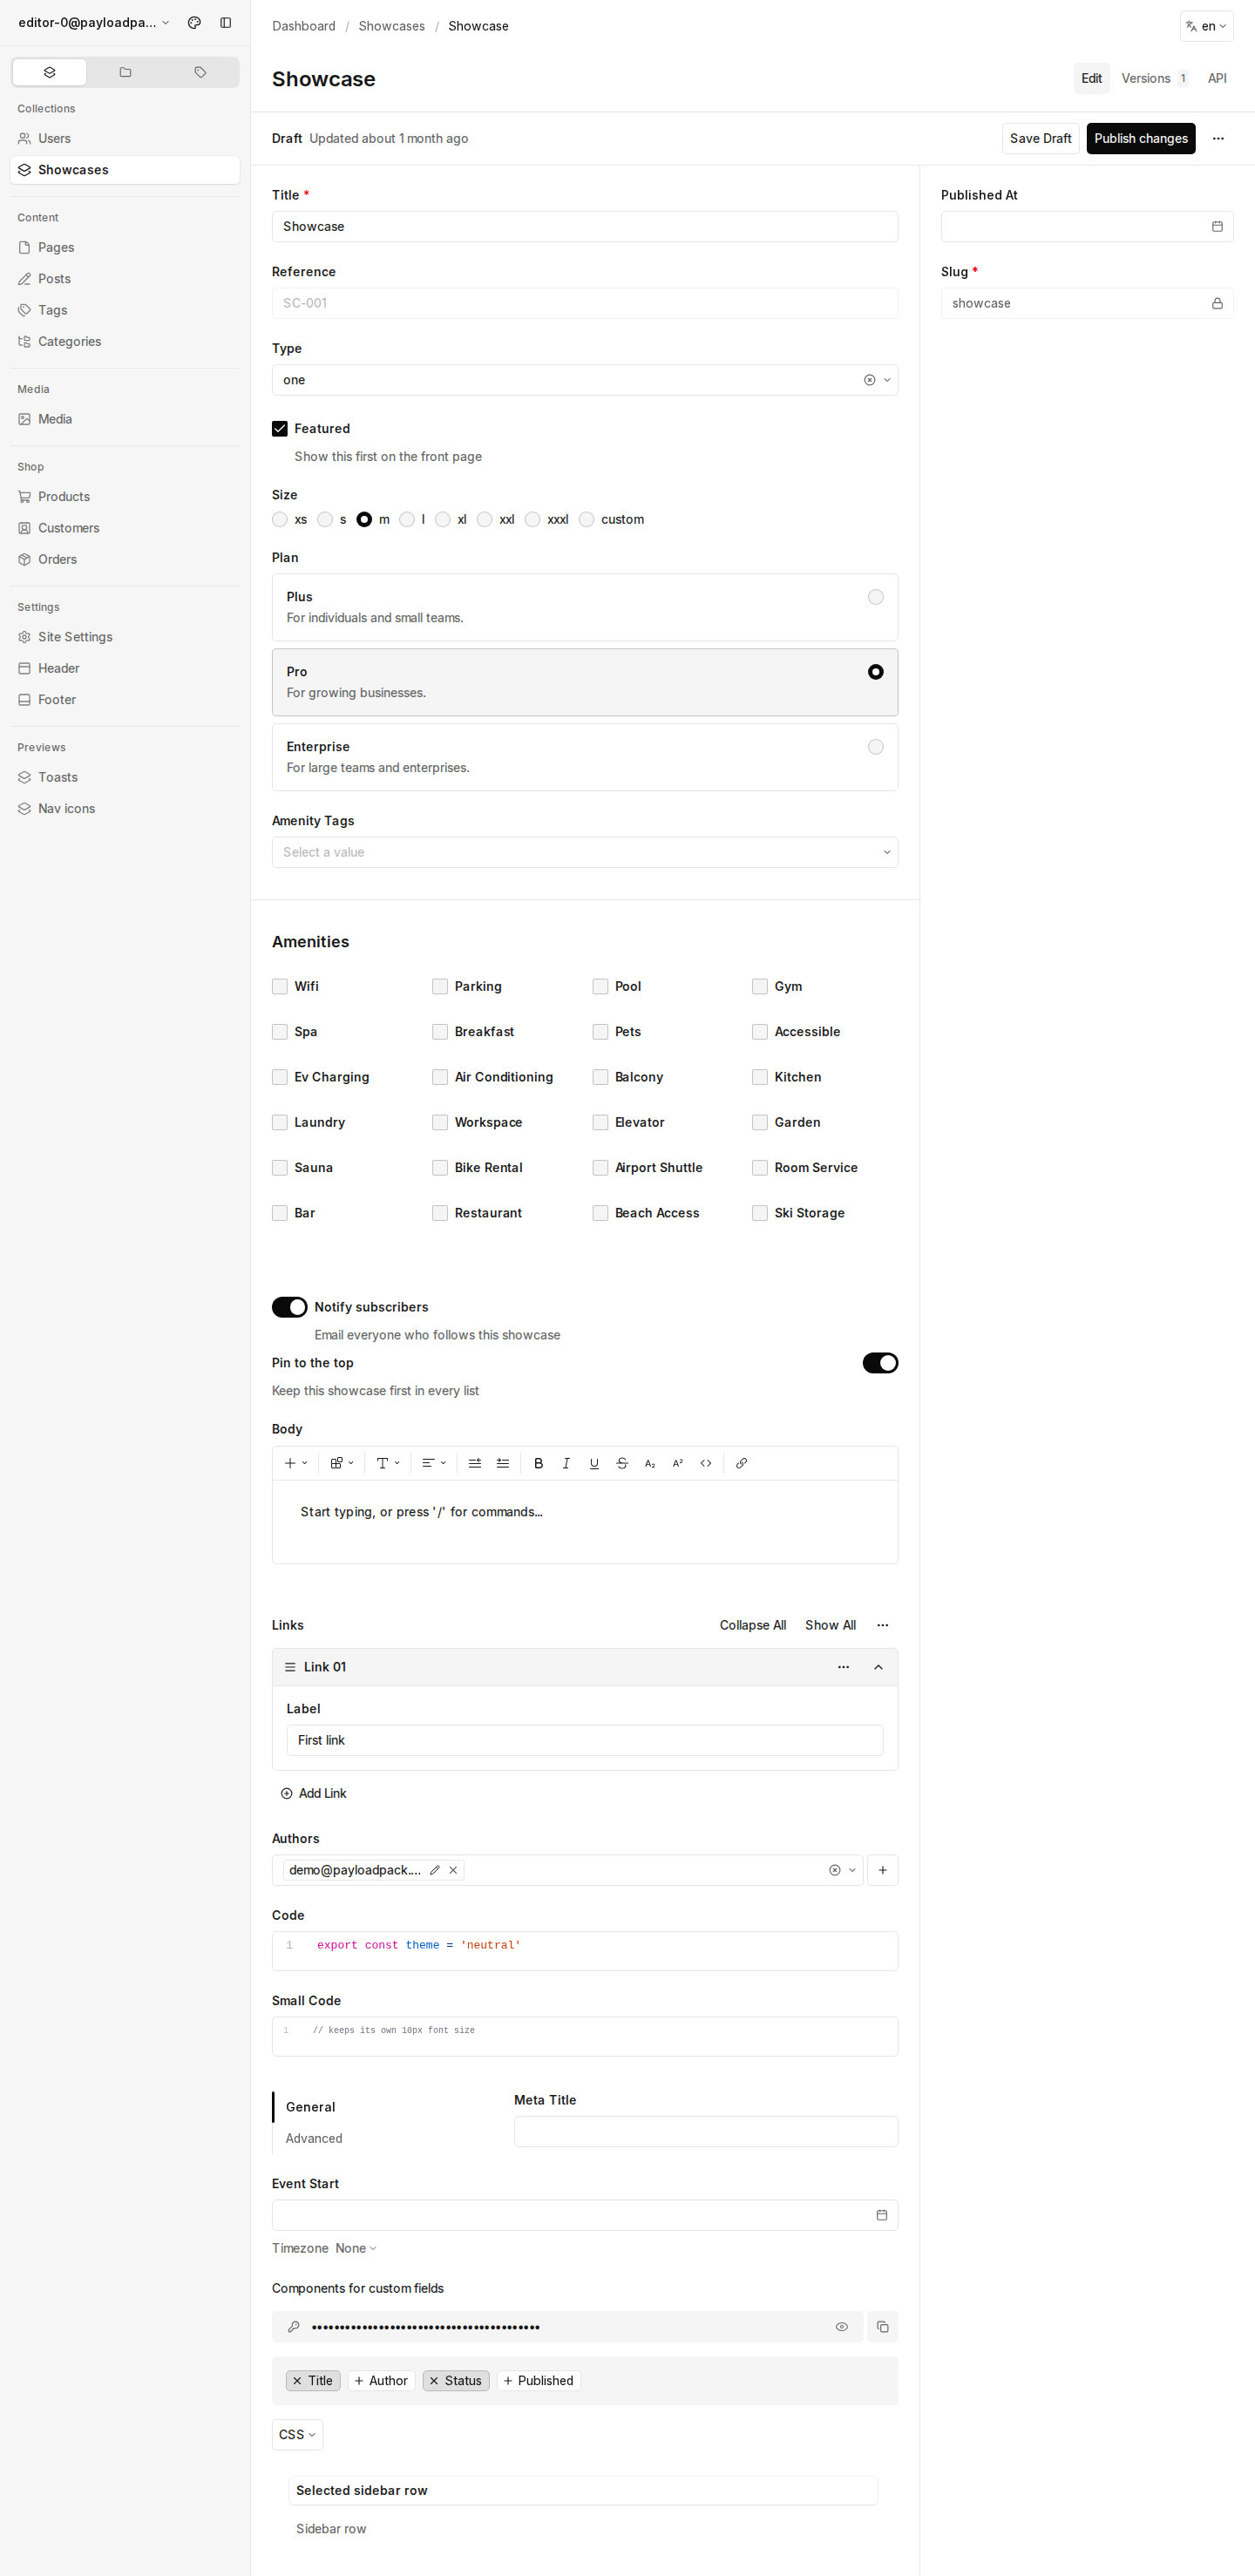 editor-0@payloadpa...
Collections
Users
Showcases
Content
Pages
Posts
Tags
Categories
Media
Media
Shop
Products
Customers
Orders
Settings
Site Settings
Header
Footer
Previews
Toasts
Nav icons
Dashboard / Showcases / Showcase
en
Showcase
Edit Versions 1 API
Draft Updated about 1 month ago
Save Draft Publish changes
Title *
Showcase
Reference
SC-001
Type
one
Featured
Show this first on the front page
Size
xs s m l xl xxl xxxl custom
Plan
Plus
For individuals and small teams.
Pro
For growing businesses.
Enterprise
For large teams and enterprises.
Amenity Tags
Select a value
Published At
Slug *
showcase
Amenities
Wifi Parking Pool Gym
Spa Breakfast Pets Accessible
Ev Charging Air Conditioning Balcony Kitchen
Laundry Workspace Elevator Garden
Sauna Bike Rental Airport Shuttle Room Service
Bar Restaurant Beach Access Ski Storage
Notify subscribers
Email everyone who follows this showcase
Pin to the top
Keep this showcase first in every list
Body
Start typing, or press '/' for commands...
Links
Collapse All Show All
Link 01
Label
First link
Add Link
Authors
demo@payloadpack....
Code
1 export const theme = 'neutral'
Small Code
1 // keeps its own 10px font size
General
Advanced
Meta Title
Event Start
Timezone None
Components for custom fields
Title Author Status Published
CSS
Selected sidebar row
Sidebar row